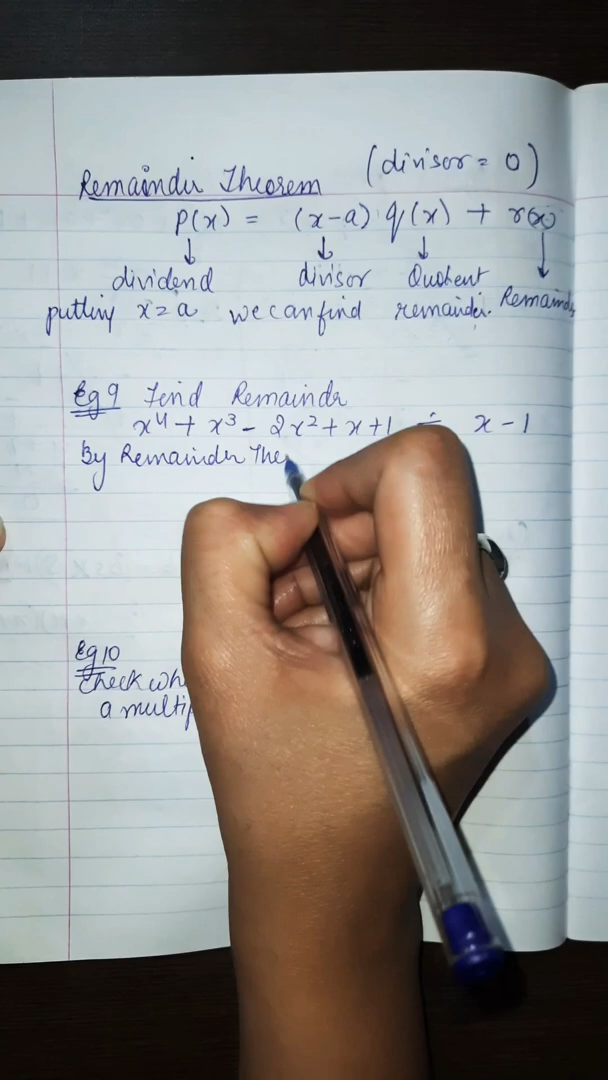 Remainder Theorem (divisor = 0)
p(x) = (x-a) q(x) + r(x)
↓ ↓ ↓ ↓
dividend divisor Quotient Remainde
putting x = a we can find remainder.
Eg 9 Find Remainder
x⁴ + x³ - 2x² + x + 1 ÷ x - 1
By Remainder The
Eg 10
Check wh
a multip